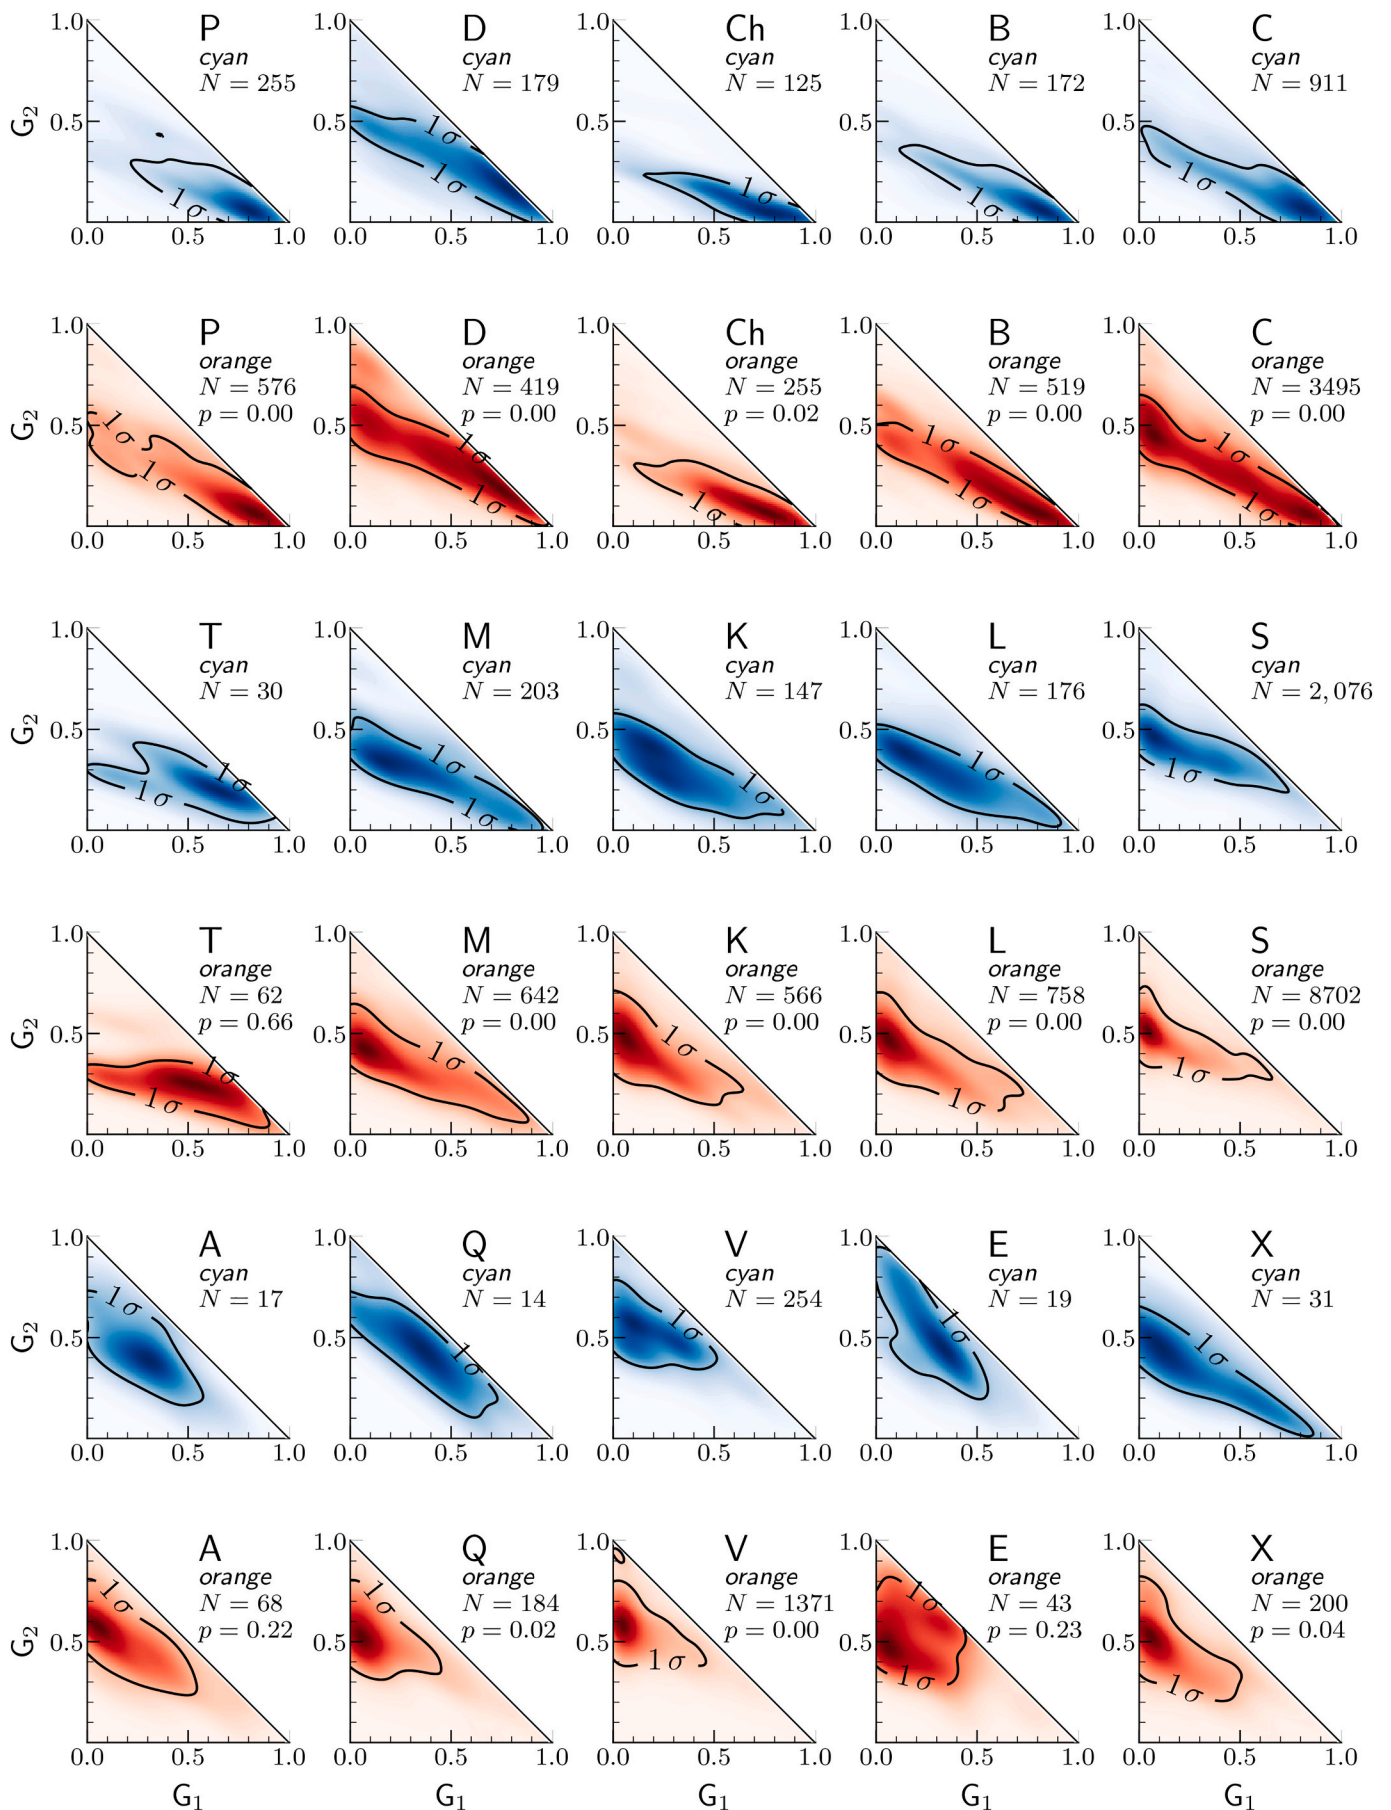 G₂
1.0
P
cyan
N = 255
0.5
1σ
0.0 0.5 1.0
1.0
D
cyan
N = 179
0.5
1σ
1σ
0.0 0.5 1.0
1.0
Ch
cyan
N = 125
0.5
1σ
0.0 0.5 1.0
1.0
B
cyan
N = 172
0.5
1σ
0.0 0.5 1.0
1.0
C
cyan
N = 911
0.5
1σ
0.0 0.5 1.0
G₂
1.0
P
orange
N = 576
p = 0.00
0.5
1σ
1σ
0.0 0.5 1.0
1.0
D
orange
N = 419
p = 0.00
0.5
1σ
1σ
0.0 0.5 1.0
1.0
Ch
orange
N = 255
p = 0.02
0.5
1σ
0.0 0.5 1.0
1.0
B
orange
N = 519
p = 0.00
0.5
1σ
1σ
0.0 0.5 1.0
1.0
C
orange
N = 3495
p = 0.00
0.5
1σ
1σ
0.0 0.5 1.0
G₂
1.0
T
cyan
N = 30
0.5
1σ
1σ
0.0 0.5 1.0
1.0
M
cyan
N = 203
0.5
1σ
1σ
0.0 0.5 1.0
1.0
K
cyan
N = 147
0.5
1σ
0.0 0.5 1.0
1.0
L
cyan
N = 176
0.5
1σ
0.0 0.5 1.0
1.0
S
cyan
N = 2,076
0.5
1σ
0.0 0.5 1.0
G₂
1.0
T
orange
N = 62
p = 0.66
0.5
1σ
1σ
0.0 0.5 1.0
1.0
M
orange
N = 642
p = 0.00
0.5
1σ
0.0 0.5 1.0
1.0
K
orange
N = 566
p = 0.00
0.5
1σ
0.0 0.5 1.0
1.0
L
orange
N = 758
p = 0.00
0.5
1σ
0.0 0.5 1.0
1.0
S
orange
N = 8702
p = 0.00
0.5
1σ
0.0 0.5 1.0
G₂
1.0
A
cyan
N = 17
1σ
0.5
0.0 0.5 1.0
1.0
Q
cyan
N = 14
0.5
1σ
0.0 0.5 1.0
1.0
V
cyan
N = 254
0.5
1σ
0.0 0.5 1.0
1.0
E
cyan
N = 19
0.5
1σ
0.0 0.5 1.0
1.0
X
cyan
N = 31
0.5
1σ
0.0 0.5 1.0
G₂
1.0
A
orange
N = 68
p = 0.22
1σ
0.5
0.0 0.5 1.0
G₁
1.0
Q
orange
N = 184
p = 0.02
1σ
0.5
0.0 0.5 1.0
G₁
1.0
V
orange
N = 1371
p = 0.00
0.5
1σ
0.0 0.5 1.0
G₁
1.0
E
orange
N = 43
p = 0.23
1σ
0.5
1σ
0.0 0.5 1.0
G₁
1.0
X
orange
N = 200
p = 0.04
0.5
1σ
0.0 0.5 1.0
G₁